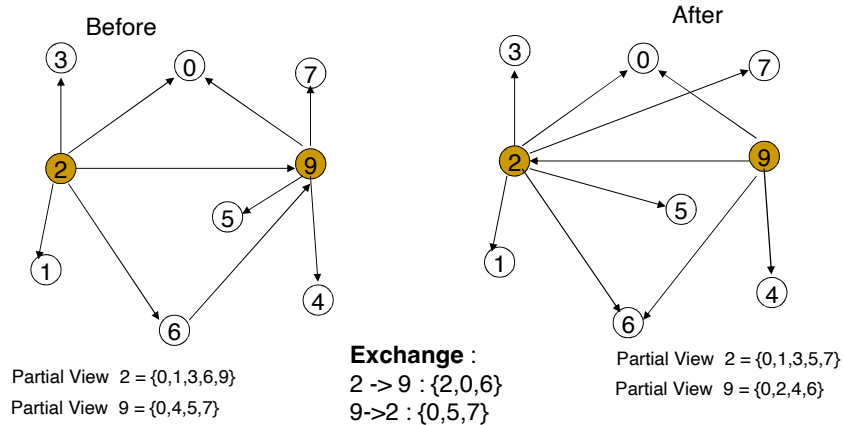 Before
After
3
0
7
2
9
5
1
4
6
3
0
7
2
9
5
1
4
6
Partial View 2 = {0,1,3,6,9}
Partial View 9 = {0,4,5,7}
Exchange :
2 -> 9 : {2,0,6}
9->2 : {0,5,7}
Partial View 2 = {0,1,3,5,7}
Partial View 9 = {0,2,4,6}